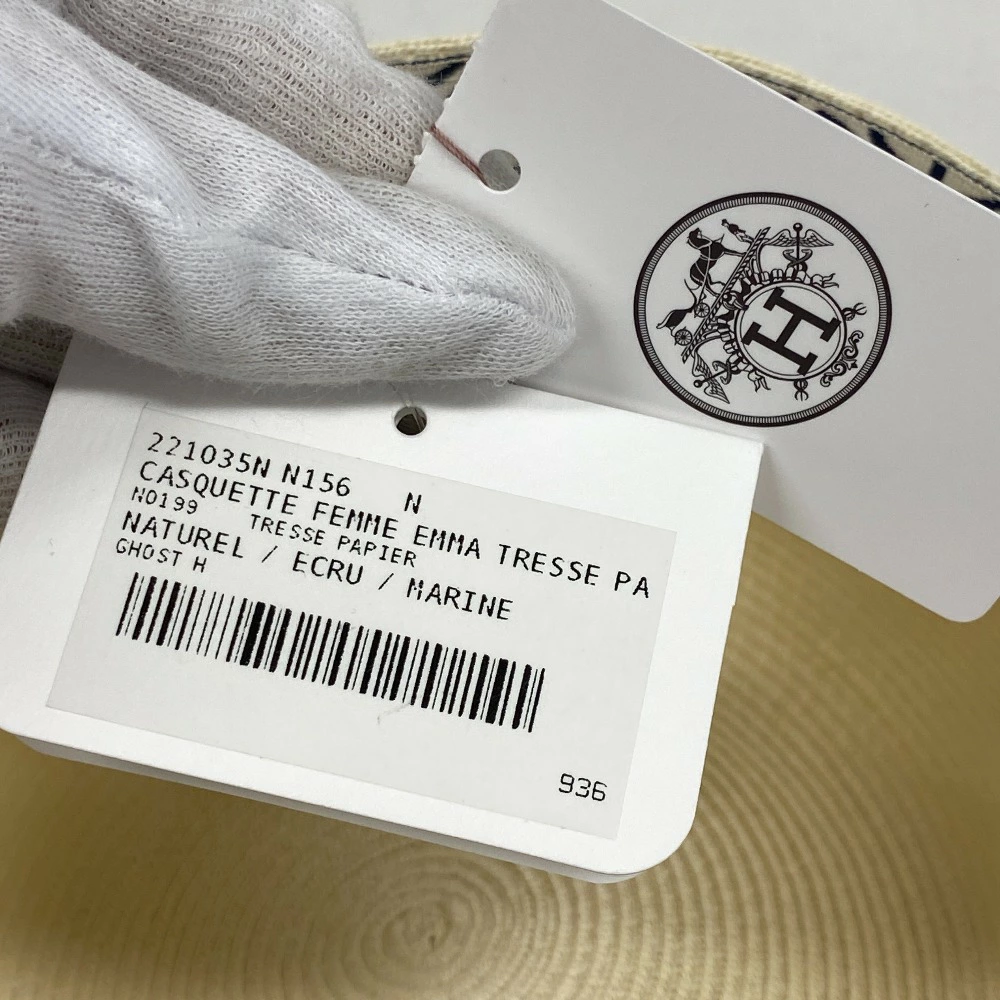 H
221035N N156 N
CASQUETTE FEMME EMMA TRESSE PA
N0199 TRESSE PAPIER
NATUREL / ECRU / MARINE
GHOST H
936